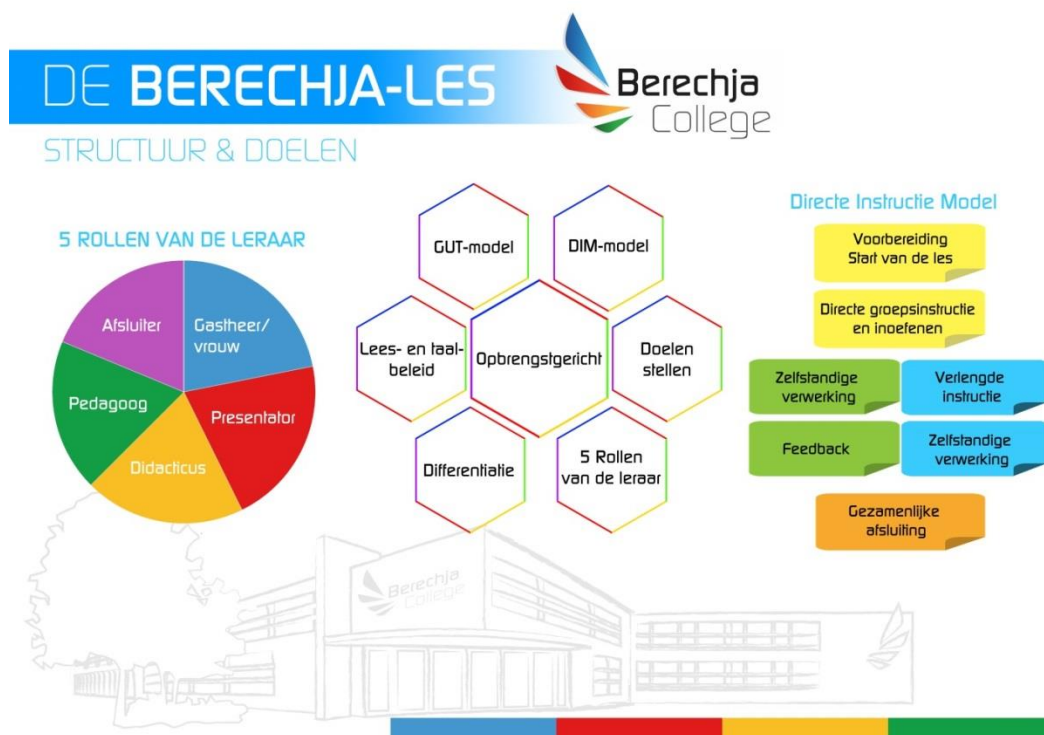 DE BERECHJA-LES
Berechja
College
STRUCTUUR & DOELEN
5 ROLLEN VAN DE LERAAR
Afsluiter
Gastheer/
vrouw
Pedagoog
Presentator
Didacticus
GUT-model
DIM-model
Lees- en taal-
beleid
Opbrengstgericht
Doelen
stellen
Differentiatie
5 Rollen
van de leraar
Directe Instructie Model
Voorbereiding
Start van de les
Directe groepsinstructie
en inoefenen
Zelfstandige
verwerking
Verlengde
instructie
Feedback
Zelfstandige
verwerking
Gezamenlijke
afsluiting
Berechja
College